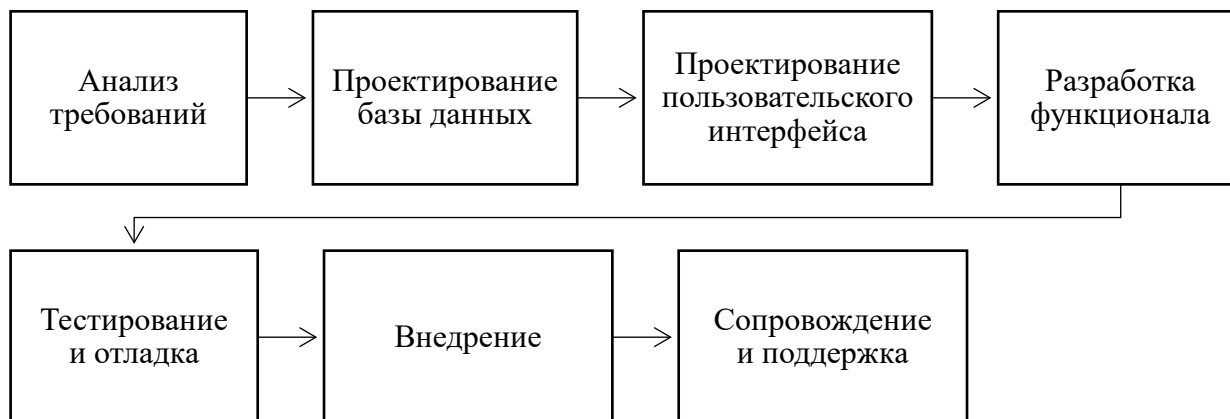 Анализ
требований
Проектирование
базы данных
Проектирование
пользовательского
интерфейса
Разработка
функционала
Тестирование
и отладка
Внедрение
Сопровождение
и поддержка